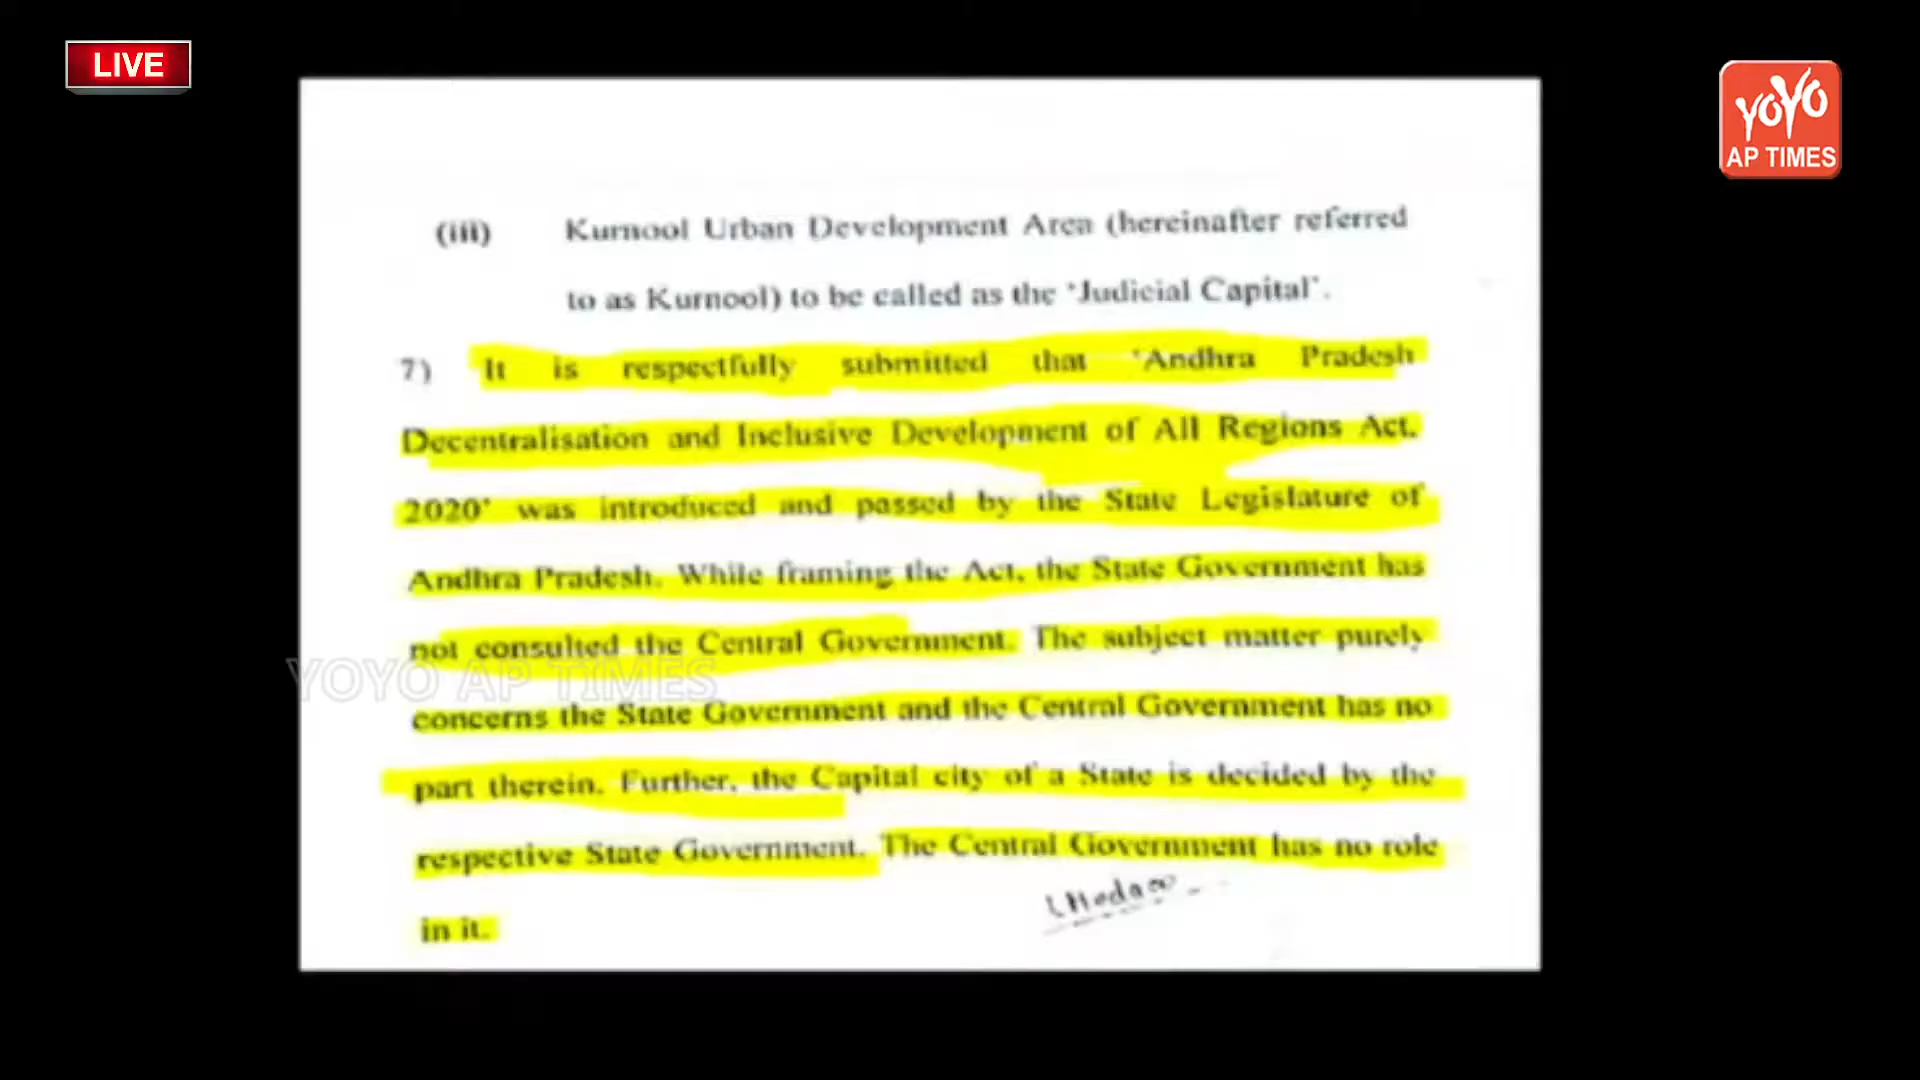 LIVE
YOYO
AP TIMES
(iii) Kurnool Urban Development Area (hereinafter referred
to as Kurnool) to be called as the 'Judicial Capital'.
7) It is respectfully submitted that 'Andhra Pradesh
Decentralisation and Inclusive Development of All Regions Act,
2020' was introduced and passed by the State Legislature of
Andhra Pradesh. While framing the Act, the State Government has
not consulted the Central Government. The subject matter purely
YOYO AP TIMES
concerns the State Government and the Central Government has no
part therein. Further, the Capital city of a State is decided by the
respective State Government. The Central Government has no role
in it.